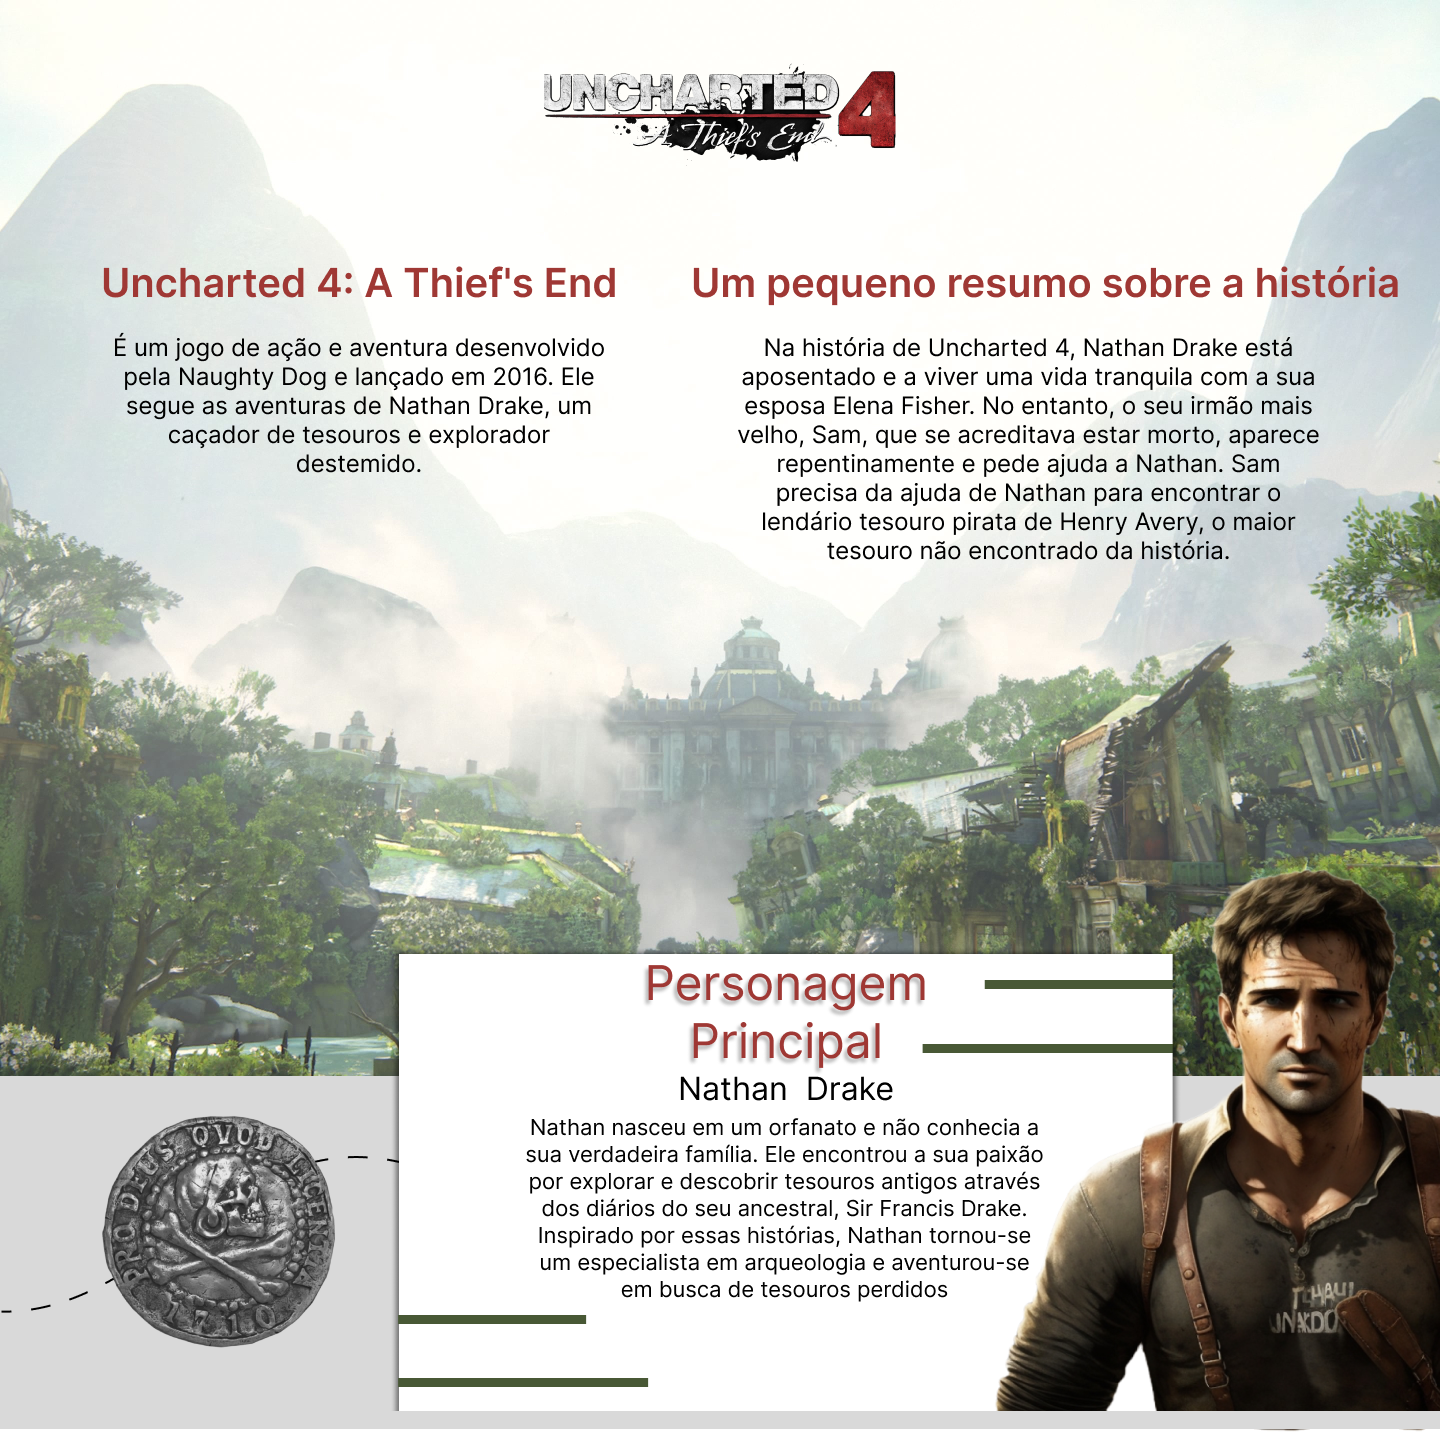 UNCHARTED 4
A Thief's End
Uncharted 4: A Thief's End
É um jogo de ação e aventura desenvolvido
pela Naughty Dog e lançado em 2016. Ele
segue as aventuras de Nathan Drake, um
caçador de tesouros e explorador
destemido.
Um pequeno resumo sobre a história
Na história de Uncharted 4, Nathan Drake está
aposentado e a viver uma vida tranquila com a sua
esposa Elena Fisher. No entanto, o seu irmão mais
velho, Sam, que se acreditava estar morto, aparece
repentinamente e pede ajuda a Nathan. Sam
precisa da ajuda de Nathan para encontrar o
lendário tesouro pirata de Henry Avery, o maior
tesouro não encontrado da história.
Personagem
Principal
Nathan Drake
Nathan nasceu em um orfanato e não conhecia a
sua verdadeira família. Ele encontrou a sua paixão
por explorar e descobrir tesouros antigos através
dos diários do seu ancestral, Sir Francis Drake.
Inspirado por essas histórias, Nathan tornou-se
um especialista em arqueologia e aventurou-se
em busca de tesouros perdidos
PRO DEUS QVOD LICENTIA
1710